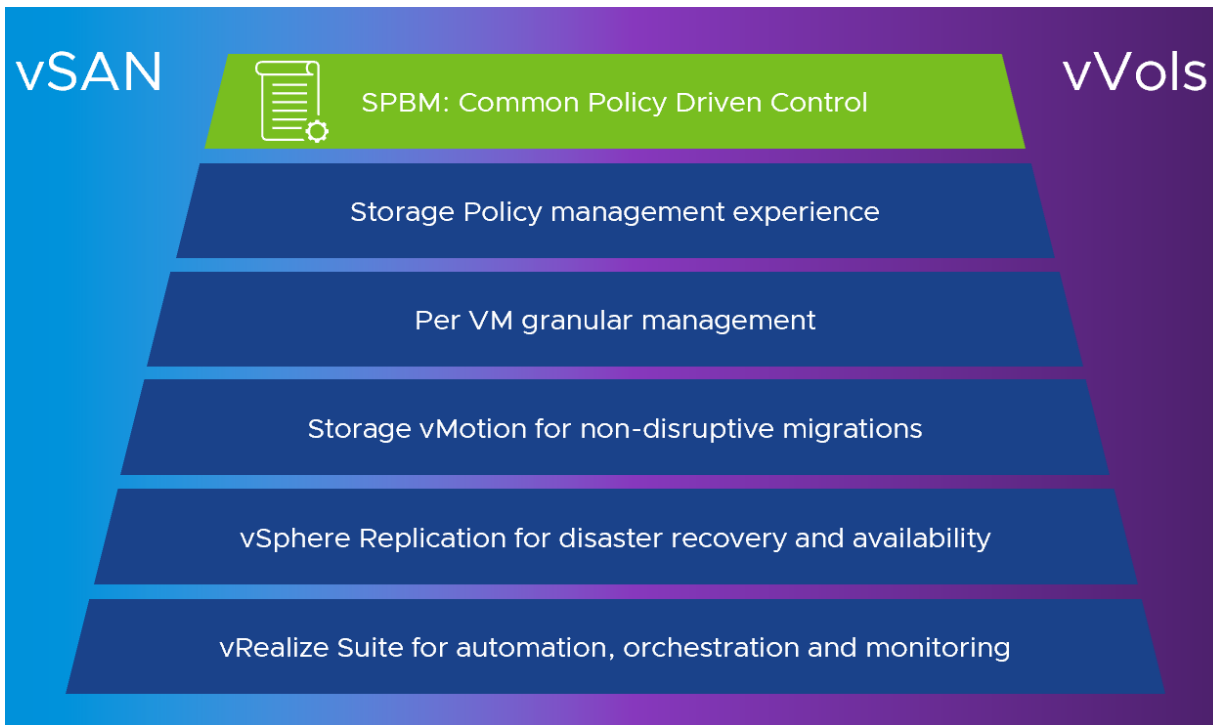 vSAN
vVols
SPBM: Common Policy Driven Control
Storage Policy management experience
Per VM granular management
Storage vMotion for non-disruptive migrations
vSphere Replication for disaster recovery and availability
vRealize Suite for automation, orchestration and monitoring